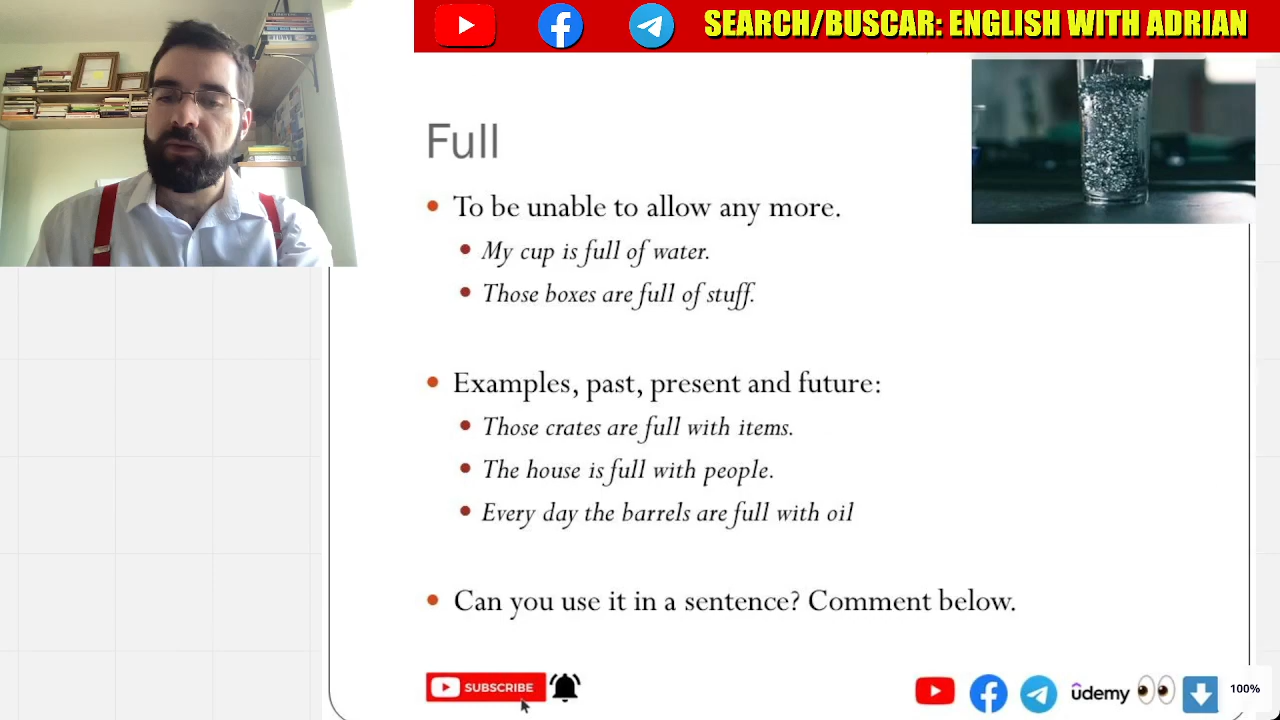 SEARCH/BUSCAR: ENGLISH WITH ADRIAN
Full
To be unable to allow any more.
My cup is full of water.
Those boxes are full of stuff.
Examples, past, present and future:
Those crates are full with items.
The house is full with people.
Every day the barrels are full with oil
Can you use it in a sentence? Comment below.
SUBSCRIBE
ûdemy
100%